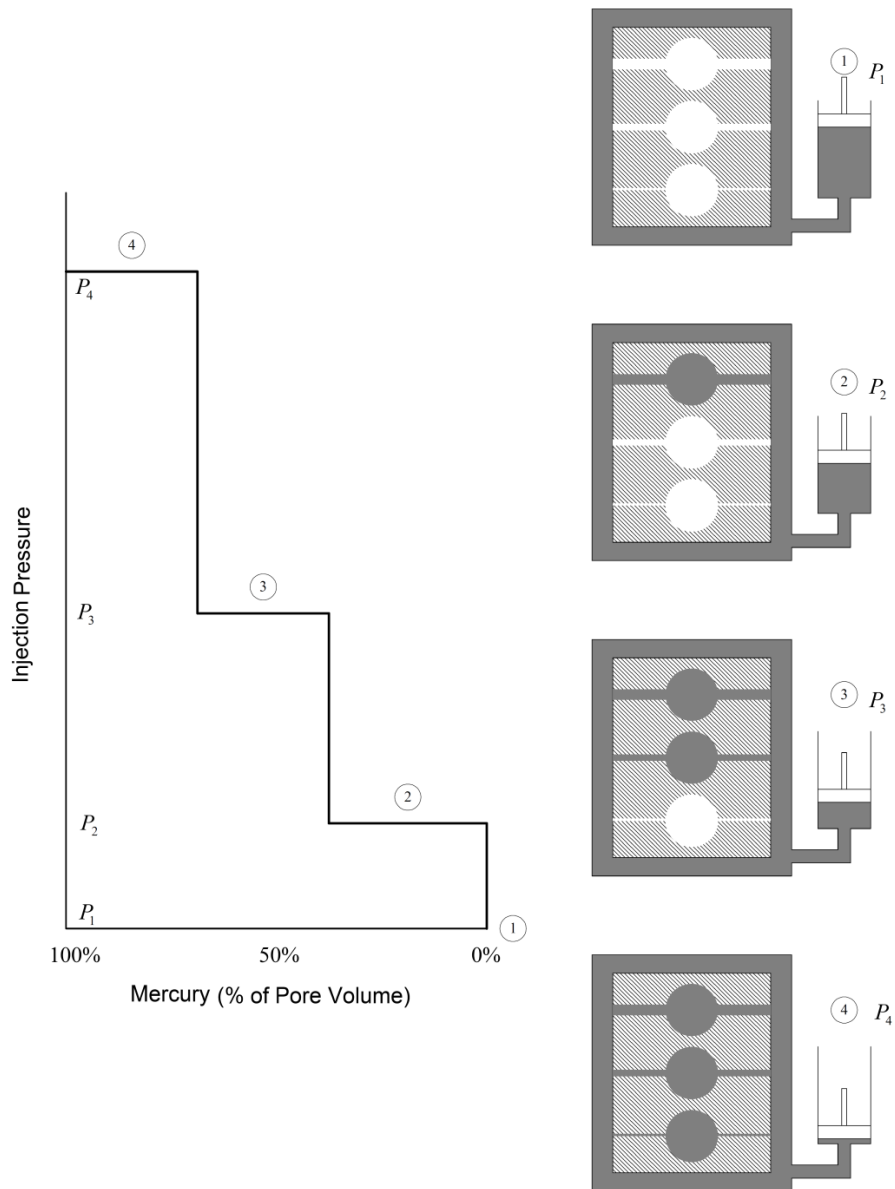 1
P1
4
P4
2
P2
3
Injection Pressure
P3
3
P3
2
P2
P1
1
100%
50%
0%
Mercury (% of Pore Volume)
4
P4